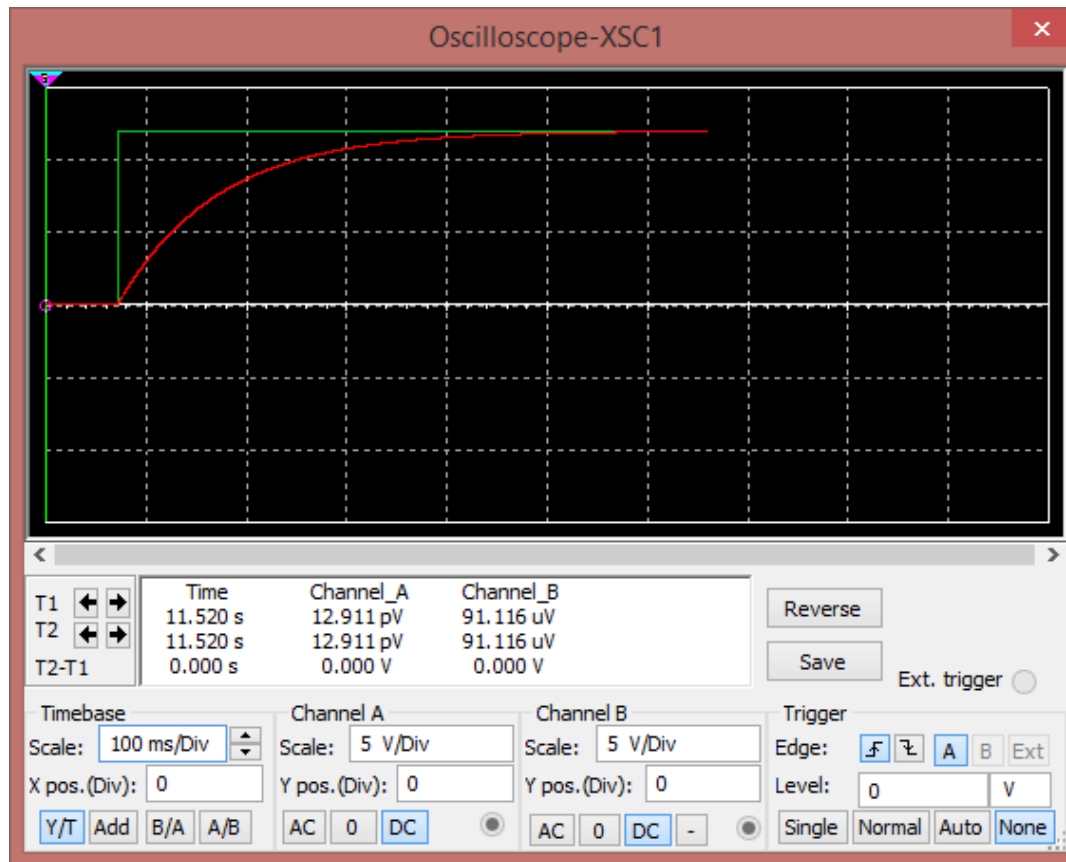 Oscilloscope-XSC1
Time Channel_A Channel_B
T1 11.520 s 12.911 pV 91.116 uV
T2 11.520 s 12.911 pV 91.116 uV
T2-T1 0.000 s 0.000 V 0.000 V
Reverse
Save
Ext. trigger
Timebase Channel A Channel B Trigger
Scale: 100 ms/Div Scale: 5 V/Div Scale: 5 V/Div Edge: A B Ext
X pos.(Div): 0 Y pos.(Div): 0 Y pos.(Div): 0 Level: 0 V
Y/T Add B/A A/B AC 0 DC AC 0 DC - Single Normal Auto None